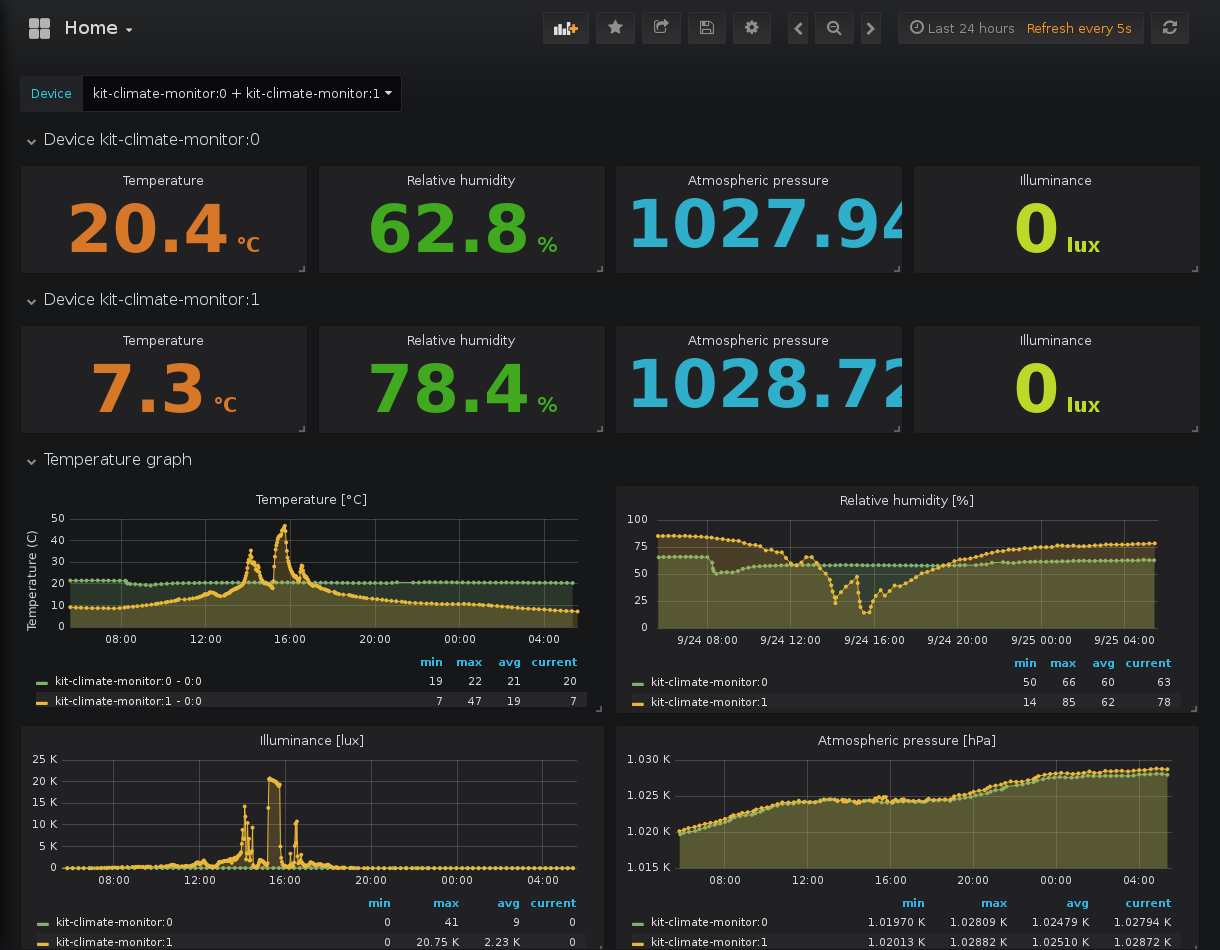 Home
Last 24 hours Refresh every 5s
Device kit-climate-monitor:0 + kit-climate-monitor:1
Device kit-climate-monitor:0
Temperature Relative humidity Atmospheric pressure Illuminance
20.4 °C 62.8 % 1027.94 0 lux
Device kit-climate-monitor:1
Temperature Relative humidity Atmospheric pressure Illuminance
7.3 °C 78.4 % 1028.72 0 lux
Temperature graph
Temperature [°C]
Temperature (C)
50
40
30
20
10
0
08:00 12:00 16:00 20:00 00:00 04:00
min max avg current
kit-climate-monitor:0 - 0:0 19 22 21 20
kit-climate-monitor:1 - 0:0 7 47 19 7
Relative humidity [%]
100
75
50
25
0
9/24 08:00 9/24 12:00 9/24 16:00 9/24 20:00 9/25 00:00 9/25 04:00
min max avg current
kit-climate-monitor:0 50 66 60 63
kit-climate-monitor:1 14 85 62 78
Illuminance [lux]
25 K
20 K
15 K
10 K
5 K
0
08:00 12:00 16:00 20:00 00:00 04:00
min max avg current
kit-climate-monitor:0 0 41 9 0
kit-climate-monitor:1 0 20.75 K 2.23 K 0
Atmospheric pressure [hPa]
1.030 K
1.025 K
1.020 K
1.015 K
08:00 12:00 16:00 20:00 00:00 04:00
min max avg current
kit-climate-monitor:0 1.01970 K 1.02809 K 1.02479 K 1.02794 K
kit-climate-monitor:1 1.02013 K 1.02882 K 1.02510 K 1.02872 K